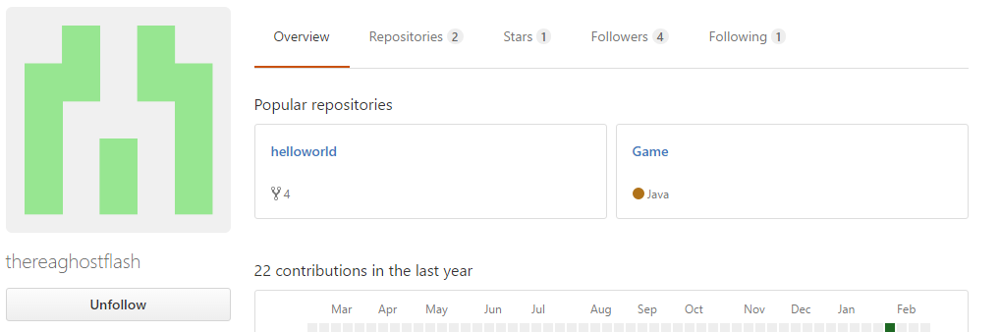 Overview Repositories 2 Stars 1 Followers 4 Following 1
Popular repositories
helloworld
4
Game
Java
thereaghostflash
Unfollow
22 contributions in the last year
Mar Apr May Jun Jul Aug Sep Oct Nov Dec Jan Feb